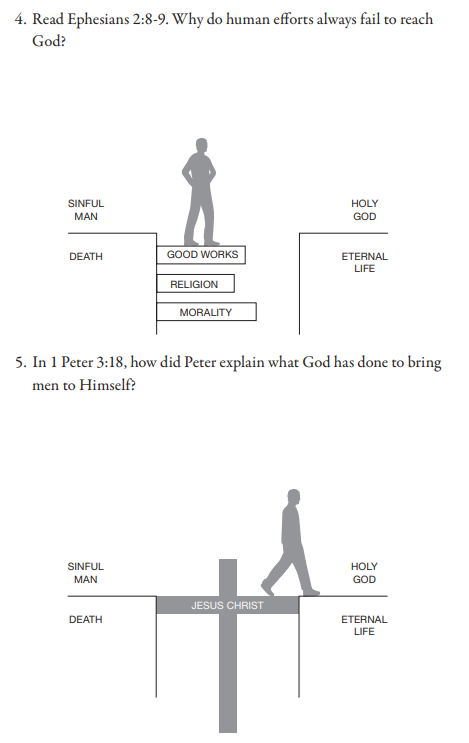 4. Read Ephesians 2:8-9. Why do human efforts always fail to reach
God?
SINFUL
MAN
HOLY
GOD
DEATH
GOOD WORKS
ETERNAL
LIFE
RELIGION
MORALITY
5. In 1 Peter 3:18, how did Peter explain what God has done to bring
men to Himself?
SINFUL
MAN
HOLY
GOD
JESUS CHRIST
DEATH
ETERNAL
LIFE